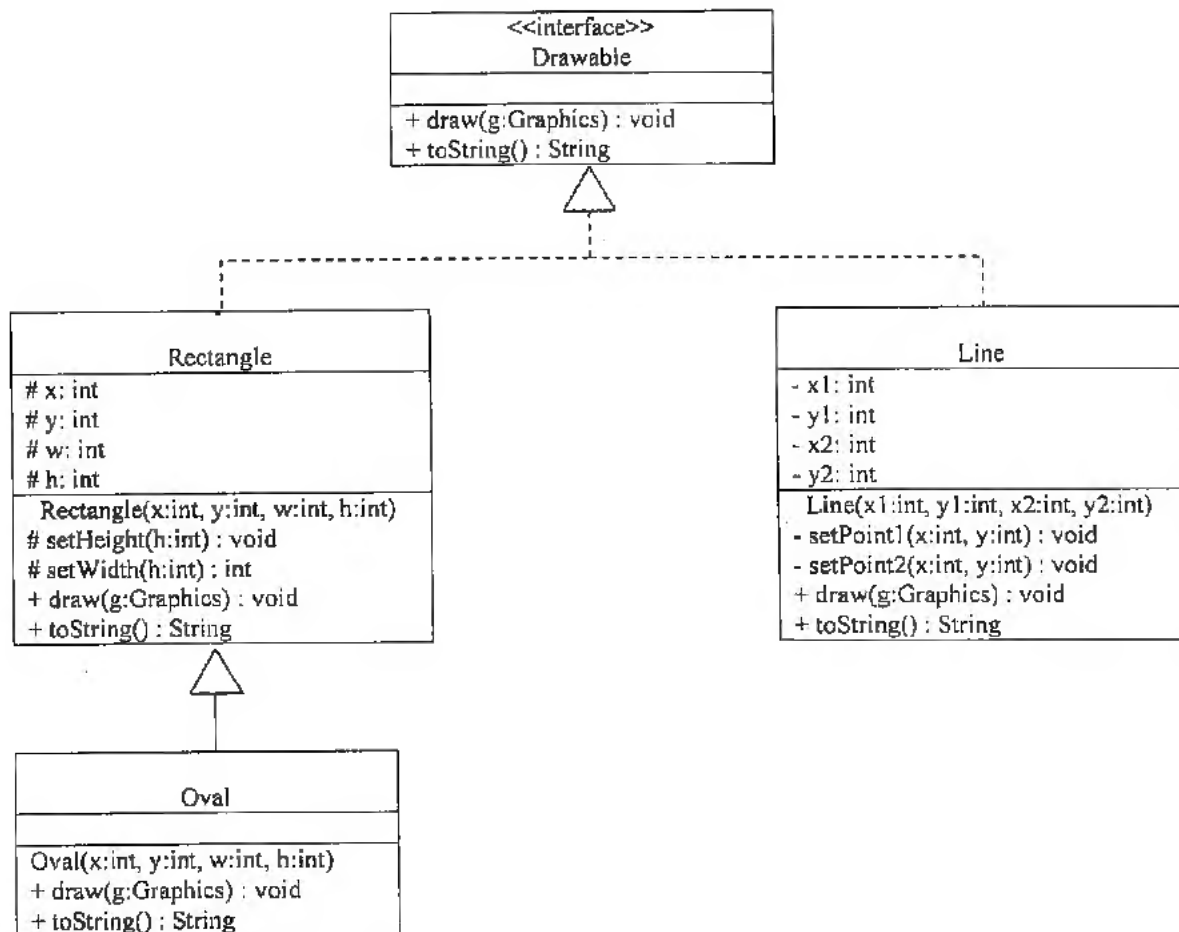 <<interface>>
Drawable
+ draw(g:Graphics) : void
+ toString() : String
Rectangle
# x: int
# y: int
# w: int
# h: int
Rectangle(x:int, y:int, w:int, h:int)
# setHeight(h:int) : void
# setWidth(h:int) : int
+ draw(g:Graphics) : void
+ toString() : String
Line
- x1: int
- y1: int
- x2: int
- y2: int
Line(x1:int, y1:int, x2:int, y2:int)
- setPoint1(x:int, y:int) : void
- setPoint2(x:int, y:int) : void
+ draw(g:Graphics) : void
+ toString() : String
Oval
Oval(x:int, y:int, w:int, h:int)
+ draw(g:Graphics) : void
+ toString() : String